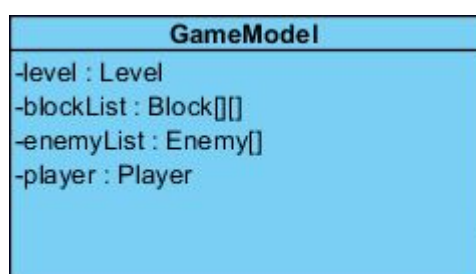 GameModel
-level : Level
-blockList : Block[][]
-enemyList : Enemy[]
-player : Player